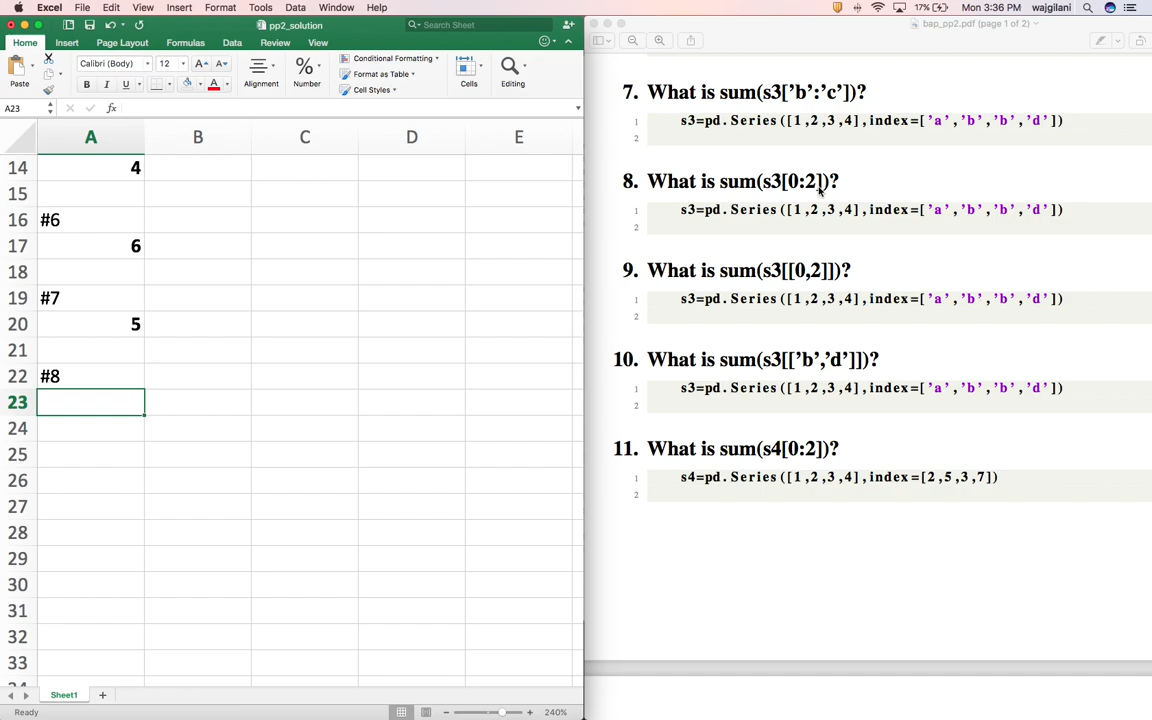 Excel File Edit View Insert Format Tools Data Window Help 17% Mon 3:36 PM wajgilani
pp2_solution Search Sheet bap_pp2.pdf (page 1 of 2)
Home Insert Page Layout Formulas Data Review View
Paste Calibri (Body) 12 A A B I U A Alignment % Number Conditional Formatting Format as Table Cell Styles Cells Editing
A23 fx
A B C D E
14 4
15
16 #6
17 6
18
19 #7
20 5
21
22 #8
23
24
25
26
27
28
29
30
31
32
33
Sheet1
Ready 240%
7. What is sum(s3['b':'c'])?
1 s3=pd.Series([1,2,3,4],index=['a','b','b','d'])
2
8. What is sum(s3[0:2])?
1 s3=pd.Series([1,2,3,4],index=['a','b','b','d'])
2
9. What is sum(s3[[0,2]])?
1 s3=pd.Series([1,2,3,4],index=['a','b','b','d'])
2
10. What is sum(s3[['b','d']])?
1 s3=pd.Series([1,2,3,4],index=['a','b','b','d'])
2
11. What is sum(s4[0:2])?
1 s4=pd.Series([1,2,3,4],index=[2,5,3,7])
2